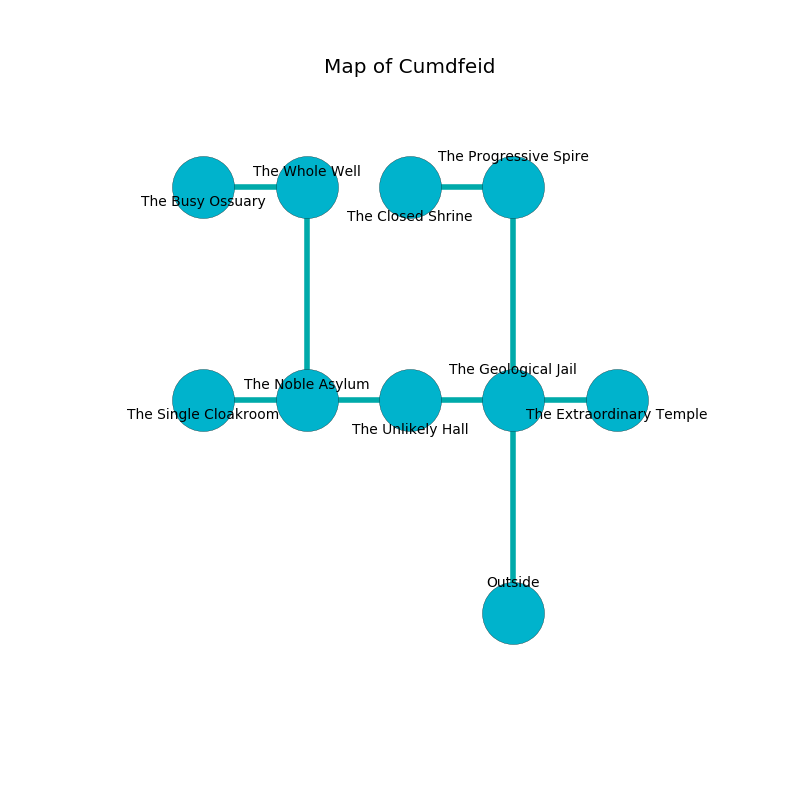 Map of Cumdfeid
The Progressive Spire
The Whole Well
The Busy Ossuary
The Closed Shrine
The Geological Jail
The Noble Asylum
The Single Cloakroom
The Extraordinary Temple
The Unlikely Hall
Outside